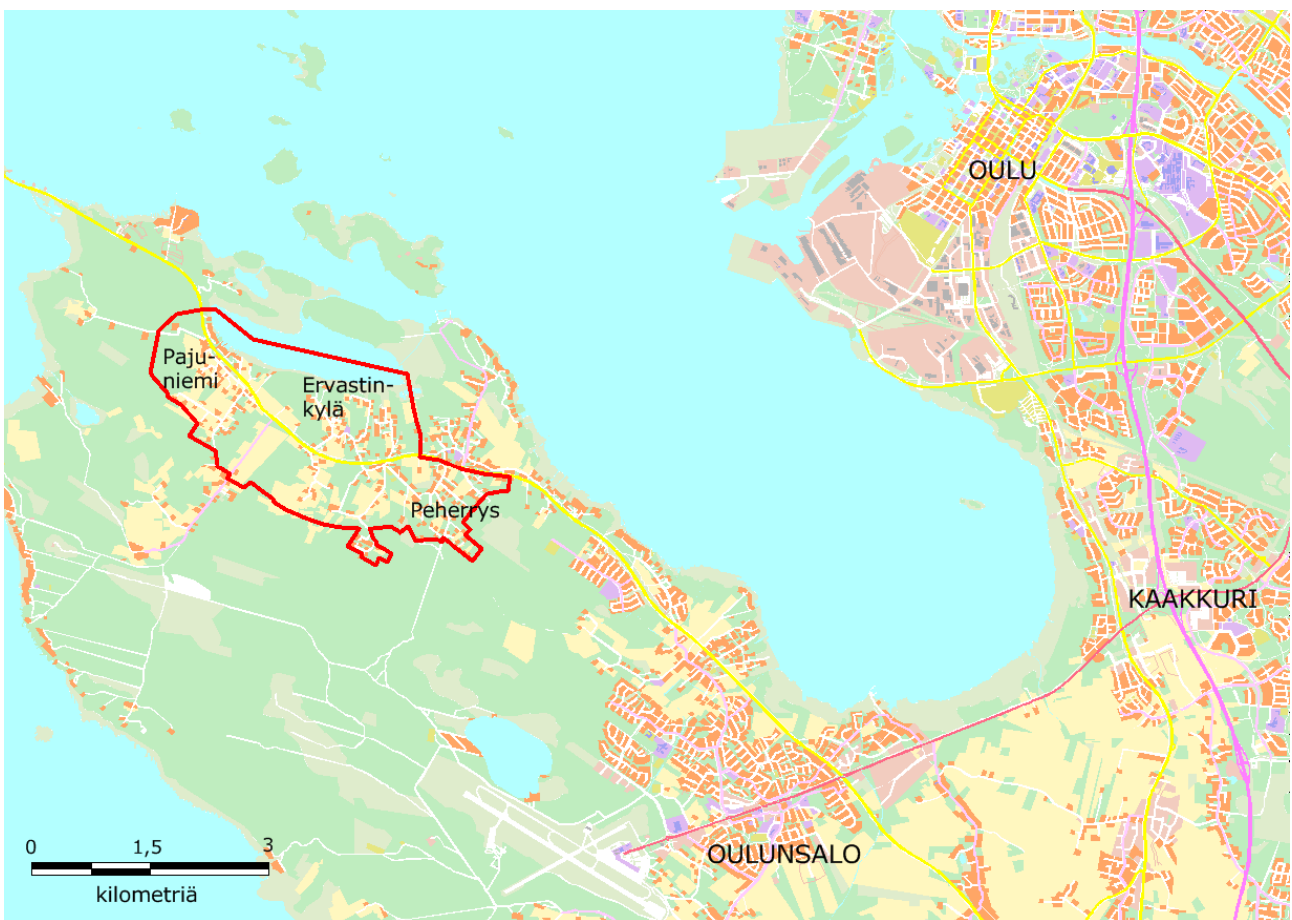 OULU
Paju-
niemi
Ervastin-
kylä
Peherrys
KAAKKURI
OULUNSALO
0 1,5 3
kilometriä